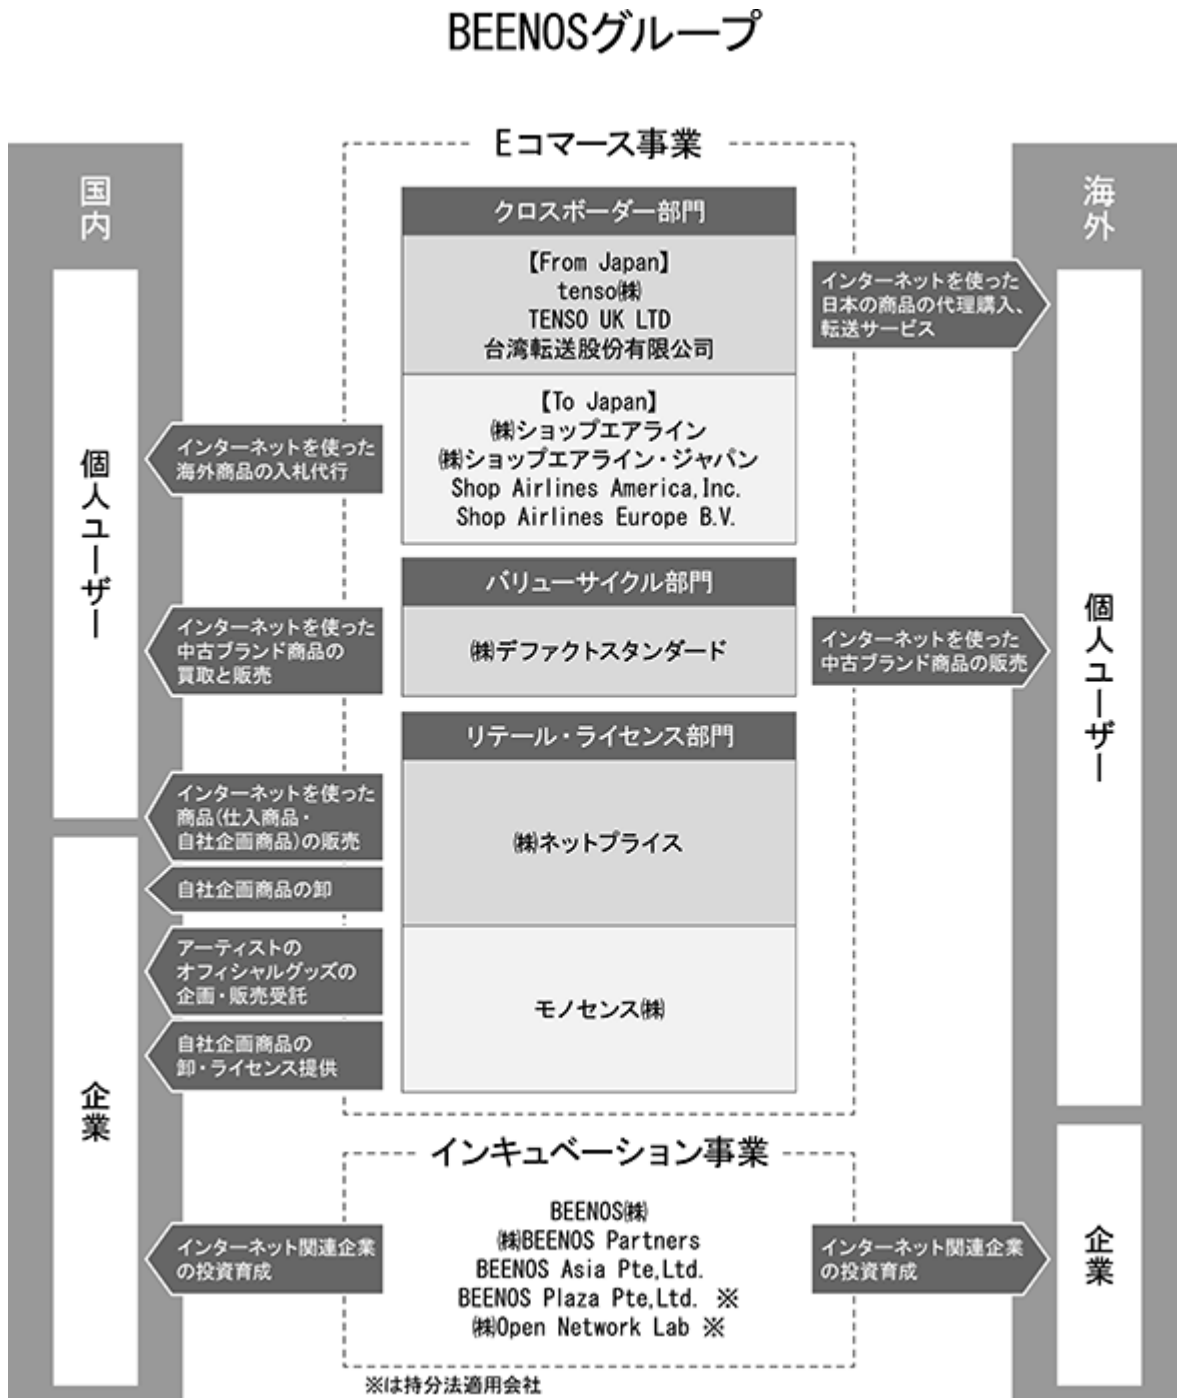 BEENOSグループ
Eコマース事業
国内
個人ユーザー
企業
海外
個人ユーザー
企業
クロスボーダー部門
【From Japan】
tenso㈱
TENSO UK LTD
台湾転送股份有限公司
インターネットを使った
日本の商品の代理購入、
転送サービス
【To Japan】
㈱ショップエアライン
㈱ショップエアライン・ジャパン
Shop Airlines America,Inc.
Shop Airlines Europe B.V.
インターネットを使った
海外商品の入札代行
バリューサイクル部門
㈱デファクトスタンダード
インターネットを使った
中古ブランド商品の
買取と販売
インターネットを使った
中古ブランド商品の販売
リテール・ライセンス部門
㈱ネットプライス
インターネットを使った
商品(仕入商品・
自社企画商品)の販売
自社企画商品の卸
モノセンス㈱
アーティストの
オフィシャルグッズの
企画・販売受託
自社企画商品の
卸・ライセンス提供
インキュベーション事業
BEENOS㈱
㈱BEENOS Partners
BEENOS Asia Pte,Ltd.
BEENOS Plaza Pte,Ltd. ※
㈱Open Network Lab ※
インターネット関連企業
の投資育成
インターネット関連企業
の投資育成
※は持分法適用会社